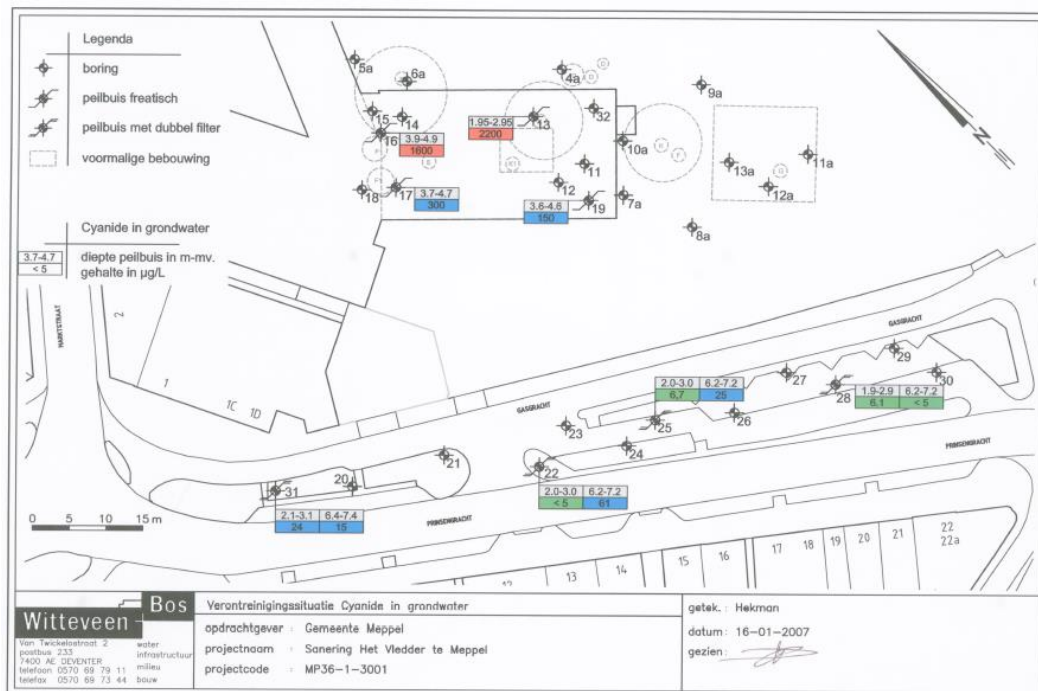 Legenda
boring
peilbuis freatisch
peilbuis met dubbel filter
voormalige bebouwing
Cyanide in grondwater
3.7-4.7
< 5
diepte peilbuis in m-mv.
gehalte in µg/L
5a
6a
4a
9a
15
14
16
3.9-4.9
1600
1.95-2.95
2200
13
32
10a
11
12
13a
11a
12a
18
17
3.7-4.7
300
3.6-4.6
150
19
7a
8a
N
MARKTSTRAAT
2
1
1C 1D
GASGRACHT
29
27
30
2.0-3.0 6.2-7.2
6,7 25
28
1.9-2.9 6.2-7.2
6.1 < 5
GASGRACHT
23
25
26
24
PRINSENGRACHT
21
22
20
31
2.0-3.0 6.2-7.2
< 5 61
2.1-3.1 6.4-7.4
24 15
PRINSENGRACHT
0 5 10 15 m
12 13 14 15 16 17 18 19 20 21 22
22a
Witteveen Bos
Van Twickelostraat 2
postbus 233
7400 AE DEVENTER
telefoon 0570 69 79 11
telefax 0570 69 73 44
water
infrastructuur
milieu
bouw
Verontreinigingssituatie Cyanide in grondwater
opdrachtgever : Gemeente Meppel
projectnaam : Sanering Het Vledder te Meppel
projectcode : MP36-1-3001
getek. : Hekman
datum : 16-01-2007
gezien :